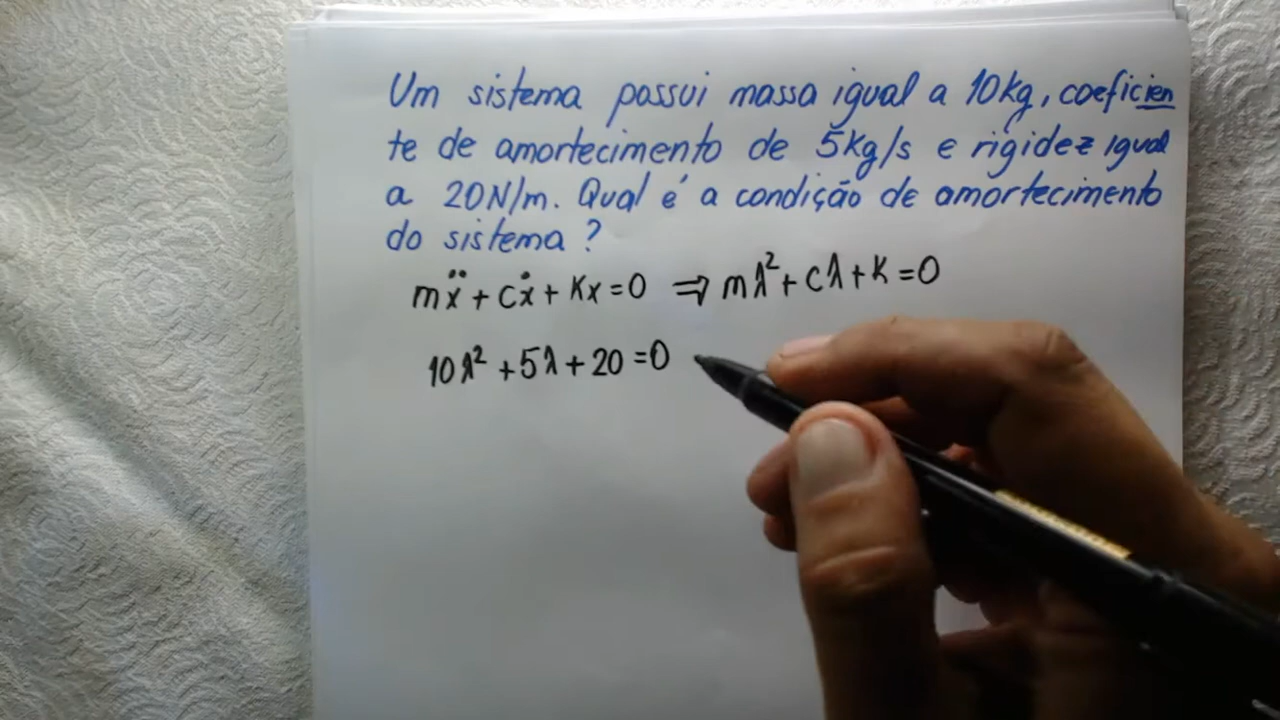 Um sistema possui massa igual a 10kg, coeficien
te de amortecimento de 5kg/s e rigidez igual
a 20N/m. Qual é a condição de amortecimento
do sistema?
mẍ + cẋ + Kx = 0 ⇒ mλ² + cλ + K = 0
10λ² + 5λ + 20 = 0